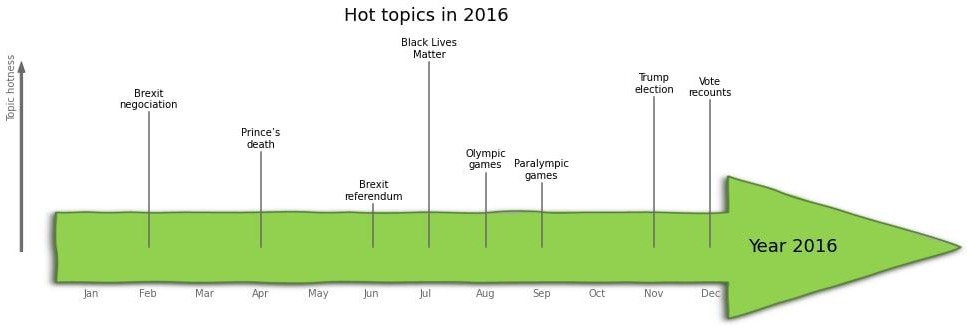 Hot topics in 2016
Topic hotness
Black Lives
Matter
Brexit
negociation
Prince's
death
Brexit
referendum
Olympic
games
Paralympic
games
Trump
election
Vote
recounts
Year 2016
Jan
Feb
Mar
Apr
May
Jun
Jul
Aug
Sep
Oct
Nov
Dec